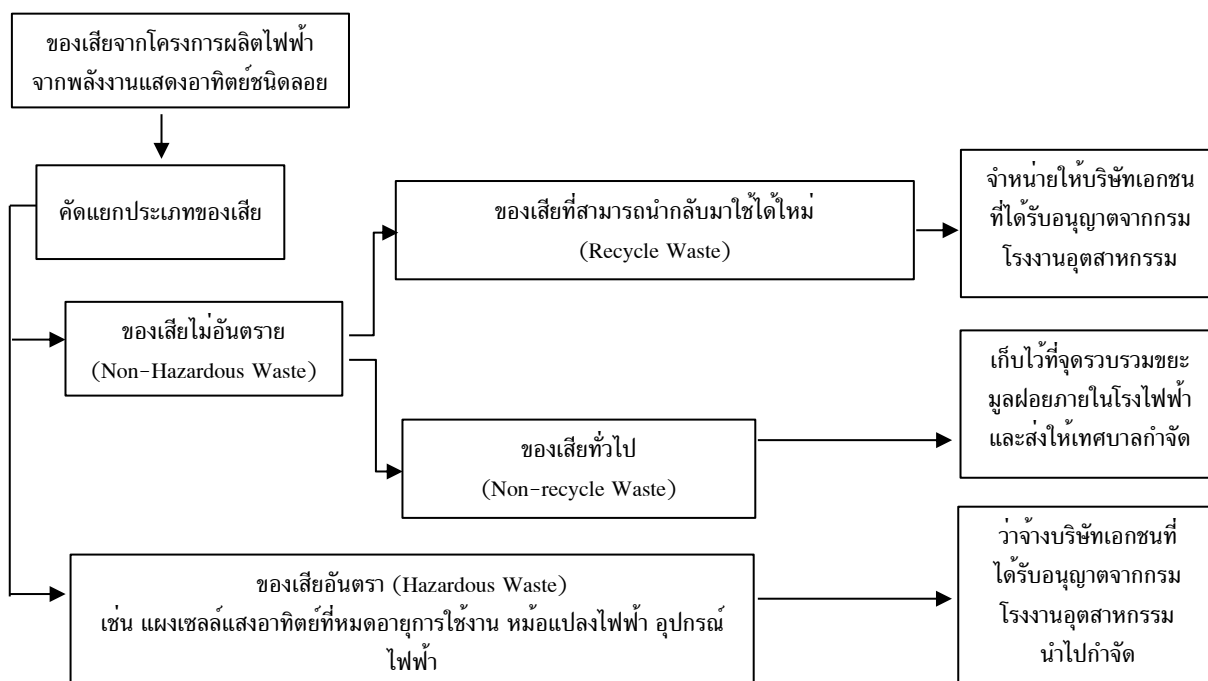 ของเสียจากโครงการผลิตไฟฟ้า
จากพลังงานแสดงอาทิตย์ชนิดลอย
คัดแยกประเภทของเสีย
ของเสียที่สามารถนำกลับมาใช้ได้ใหม่
(Recycle Waste)
จำหน่ายให้บริษัทเอกชน
ที่ได้รับอนุญาตจากกรม
โรงงานอุตสาหกรรม
ของเสียไม่อันตราย
(Non-Hazardous Waste)
เก็บไว้ที่จุดรวบรวมขยะ
มูลฝอยภายในโรงไฟฟ้า
และส่งให้เทศบาลกำจัด
ของเสียทั่วไป
(Non-recycle Waste)
ของเสียอันตรา (Hazardous Waste)
เช่น แผงเซลล์แสงอาทิตย์ที่หมดอายุการใช้งาน หม้อแปลงไฟฟ้า อุปกรณ์
ไฟฟ้า
ว่าจ้างบริษัทเอกชนที่
ได้รับอนุญาตจากกรม
โรงงานอุตสาหกรรม
นำไปกำจัด